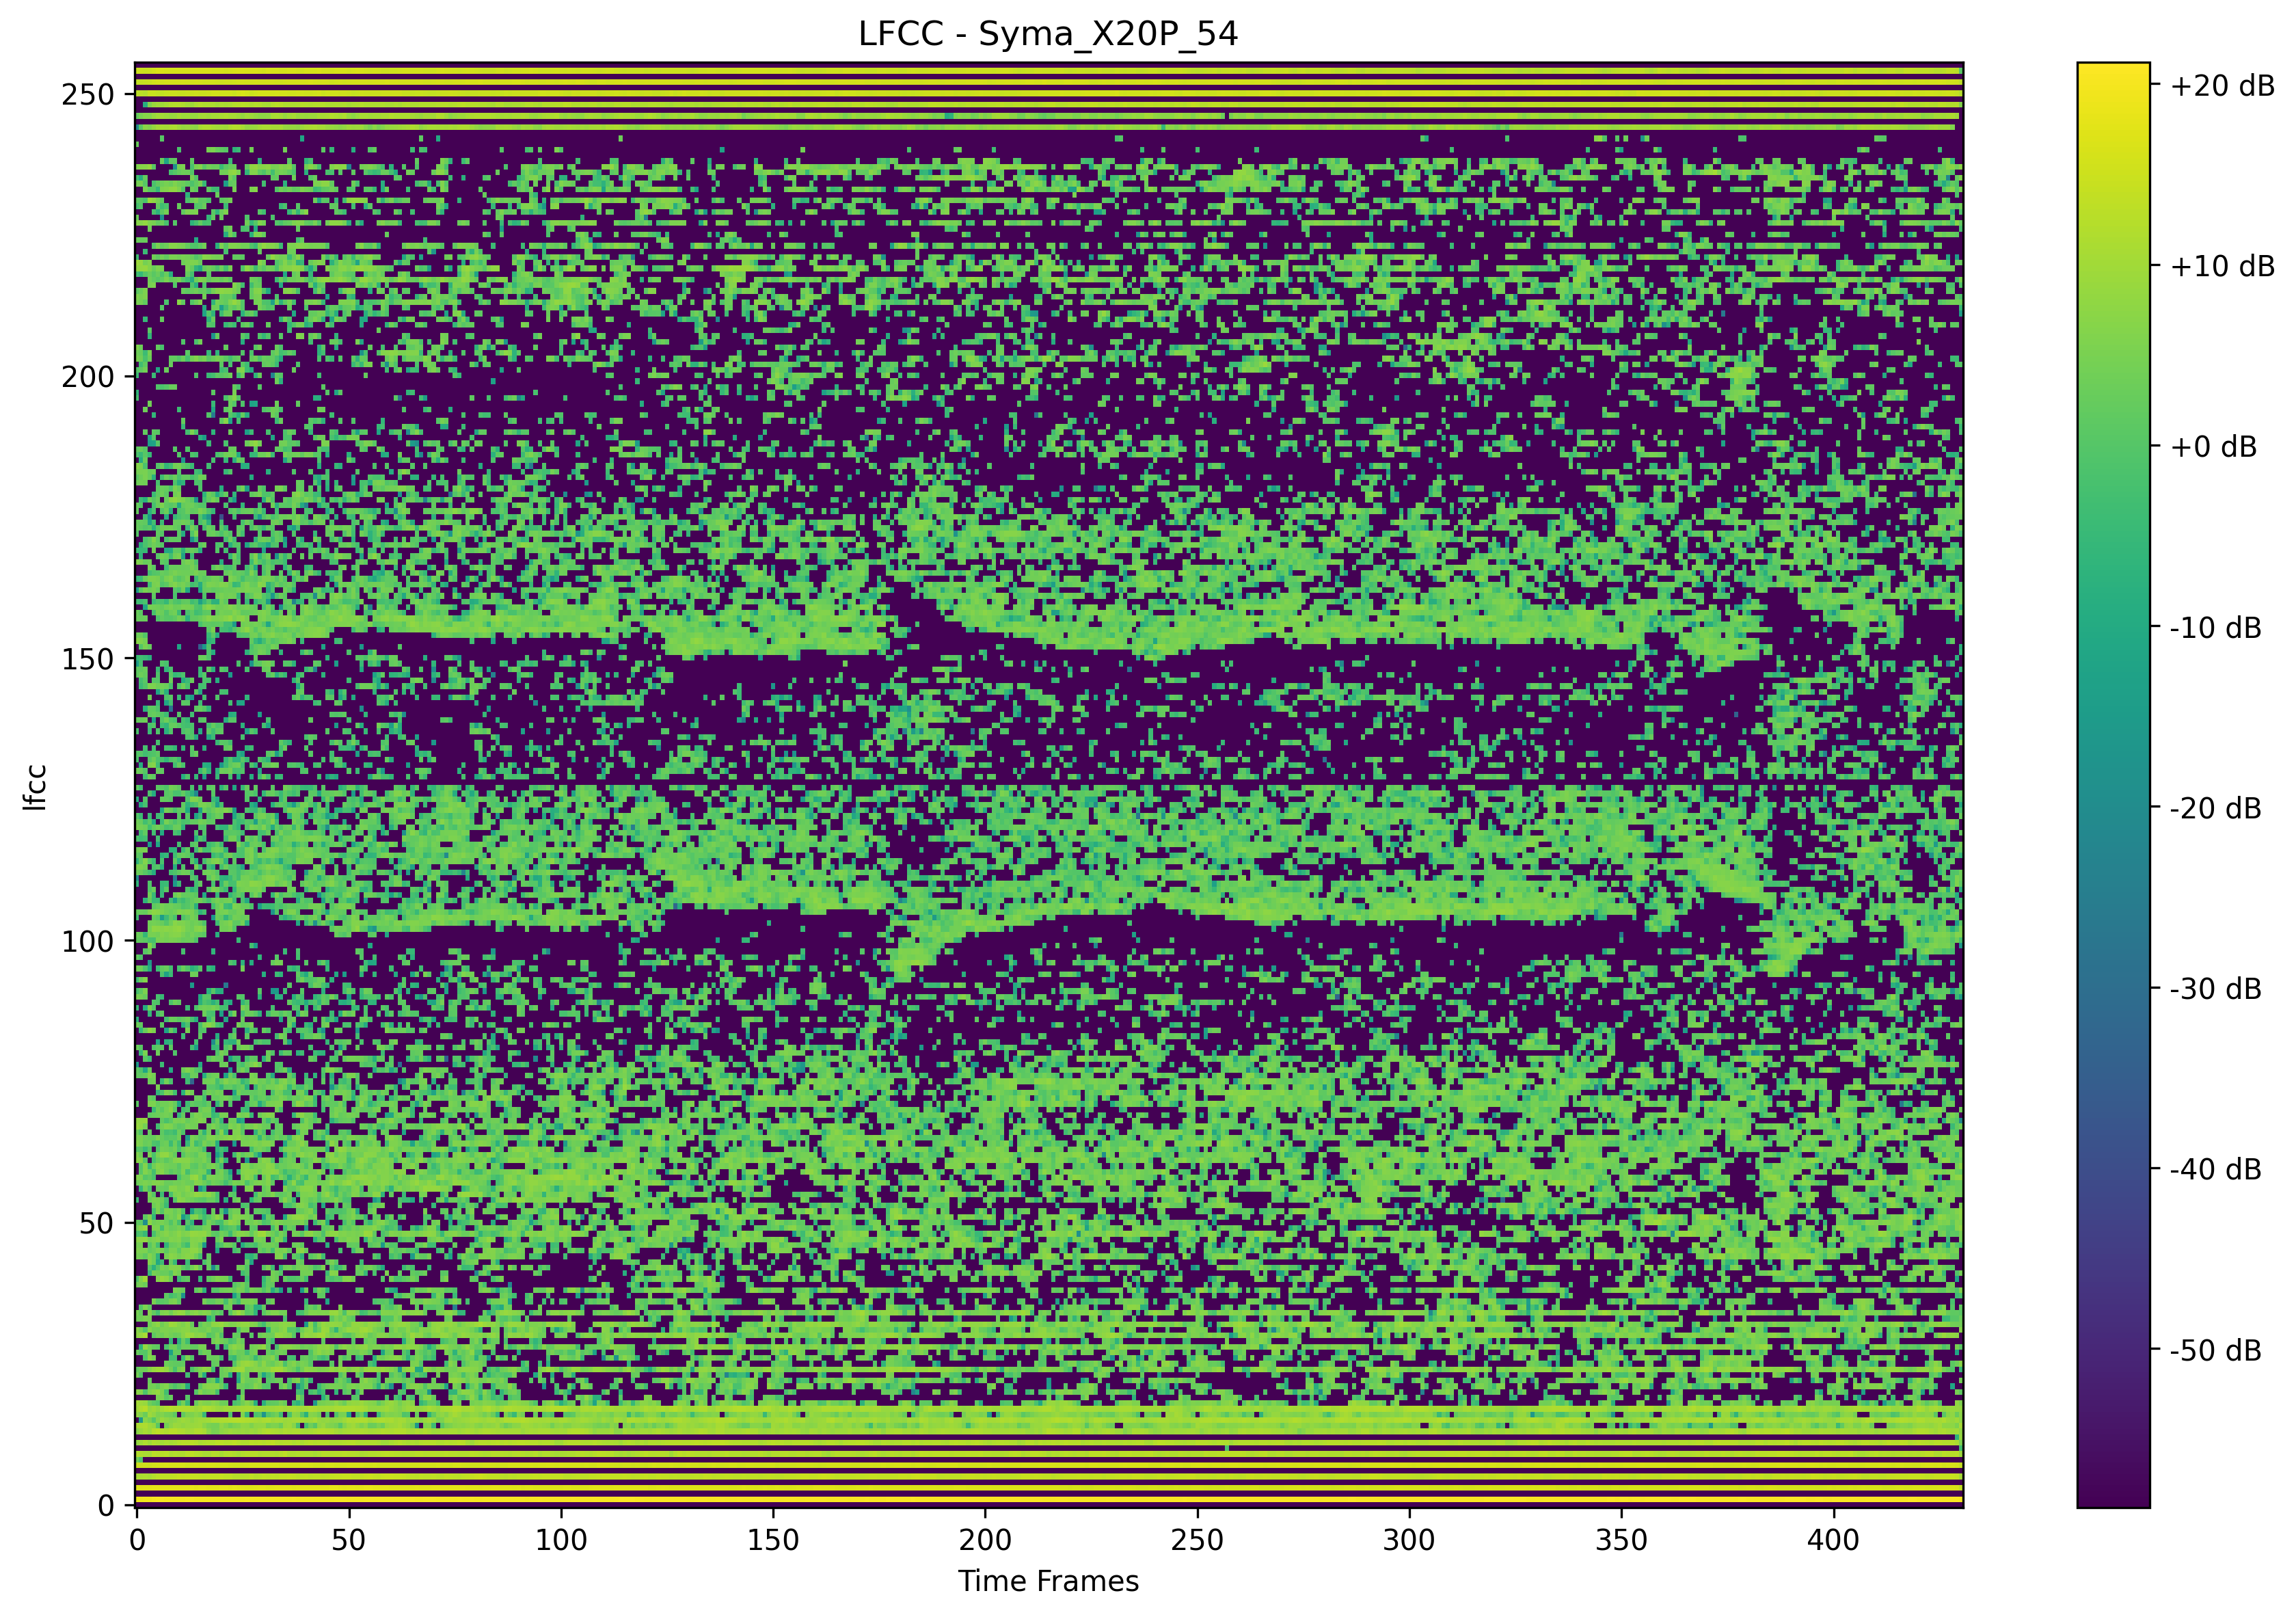 LFCC - Syma_X20P_54
250
200
150
100
50
0
lfcc
0 50 100 150 200 250 300 350 400
Time Frames
+20 dB
+10 dB
+0 dB
-10 dB
-20 dB
-30 dB
-40 dB
-50 dB